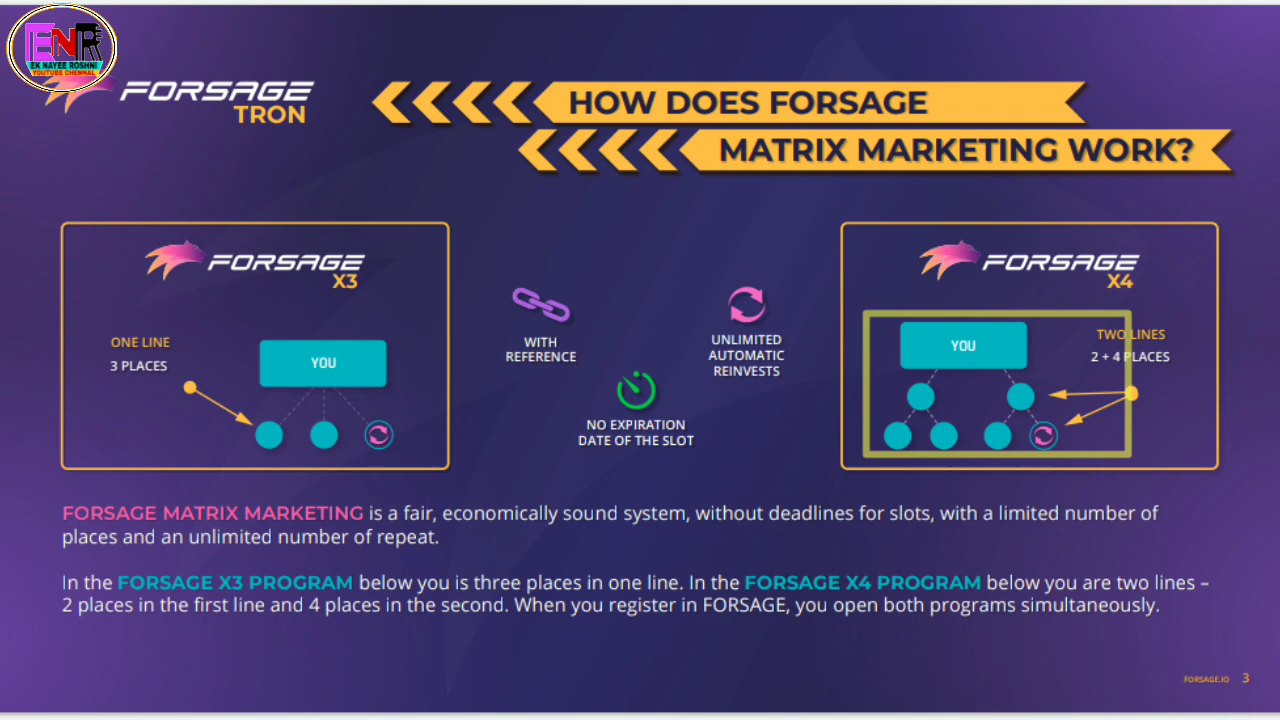 ENR
EK NAYEE ROSHNI
YOUTUBE CHENNAL
FORSAGE
TRON
HOW DOES FORSAGE
MATRIX MARKETING WORK?
FORSAGE
X3
ONE LINE
3 PLACES
YOU
WITH
REFERENCE
UNLIMITED
AUTOMATIC
REINVESTS
NO EXPIRATION
DATE OF THE SLOT
FORSAGE
X4
YOU
TWO LINES
2 + 4 PLACES
FORSAGE MATRIX MARKETING is a fair, economically sound system, without deadlines for slots, with a limited number of
places and an unlimited number of repeat.
In the FORSAGE X3 PROGRAM below you is three places in one line. In the FORSAGE X4 PROGRAM below you are two lines –
2 places in the first line and 4 places in the second. When you register in FORSAGE, you open both programs simultaneously.
FORSAGE.IO 3